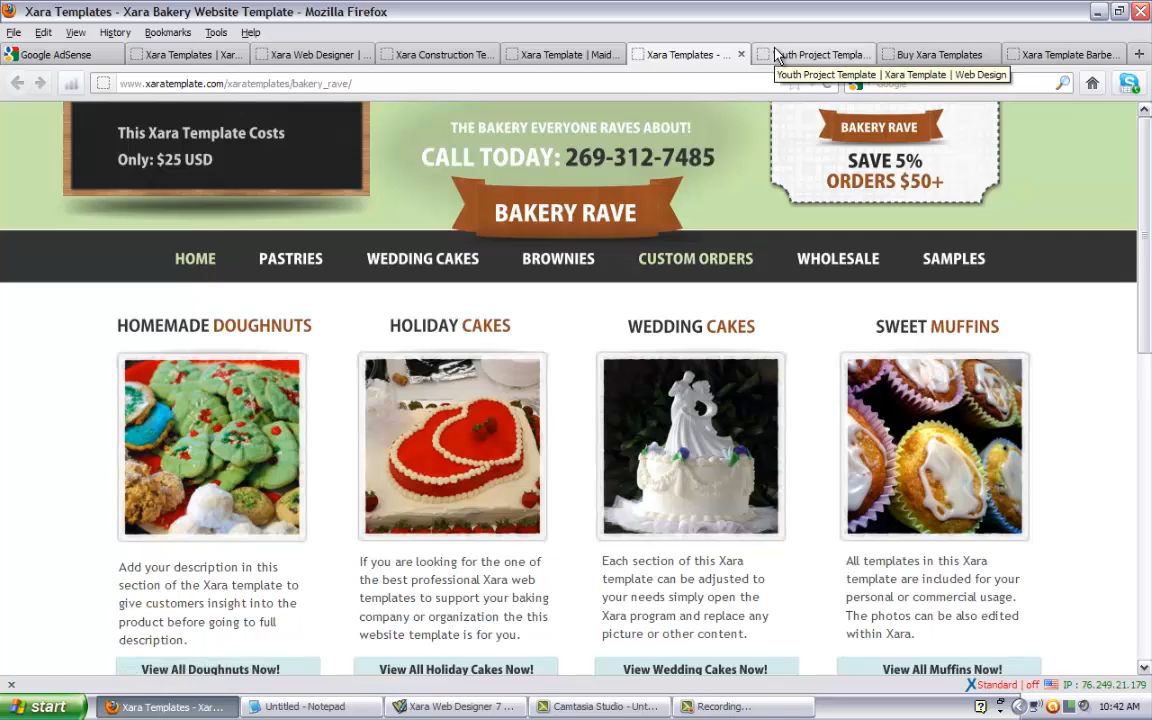 Xara Templates - Xara Bakery Website Template - Mozilla Firefox
File Edit View History Bookmarks Tools Help
Google AdSense
Xara Templates | Xar...
Xara Web Designer | ...
Xara Construction Te...
Xara Template | Maid...
Xara Templates - ...
uth Project Templa...
Buy Xara Templates
Xara Template Barbe...
Youth Project Template | Xara Template | Web Design
www.xaratemplate.com/xaratemplates/bakery_rave/
Google
This Xara Template Costs
Only: $25 USD
THE BAKERY EVERYONE RAVES ABOUT!
CALL TODAY: 269-312-7485
BAKERY RAVE
BAKERY RAVE
SAVE 5%
ORDERS $50+
HOME PASTRIES WEDDING CAKES BROWNIES CUSTOM ORDERS WHOLESALE SAMPLES
HOMEMADE DOUGHNUTS
Add your description in this
section of the Xara template to
give customers insight into the
product before going to full
description.
View All Doughnuts Now!
HOLIDAY CAKES
If you are looking for the one of
the best professional Xara web
templates to support your baking
company or organization the this
website template is for you.
View All Holiday Cakes Now!
WEDDING CAKES
Each section of this Xara
template can be adjusted to
your needs simply open the
Xara program and replace any
picture or other content.
View Wedding Cakes Now!
SWEET MUFFINS
All templates in this Xara
template are included for your
personal or commercial usage.
The photos can be also edited
within Xara.
View All Muffins Now!
Standard | off IP : 76.249.21.179
start
Xara Templates - Xar...
Untitled - Notepad
Xara Web Designer 7 ...
Camtasia Studio - Unt...
Recording...
10:42 AM